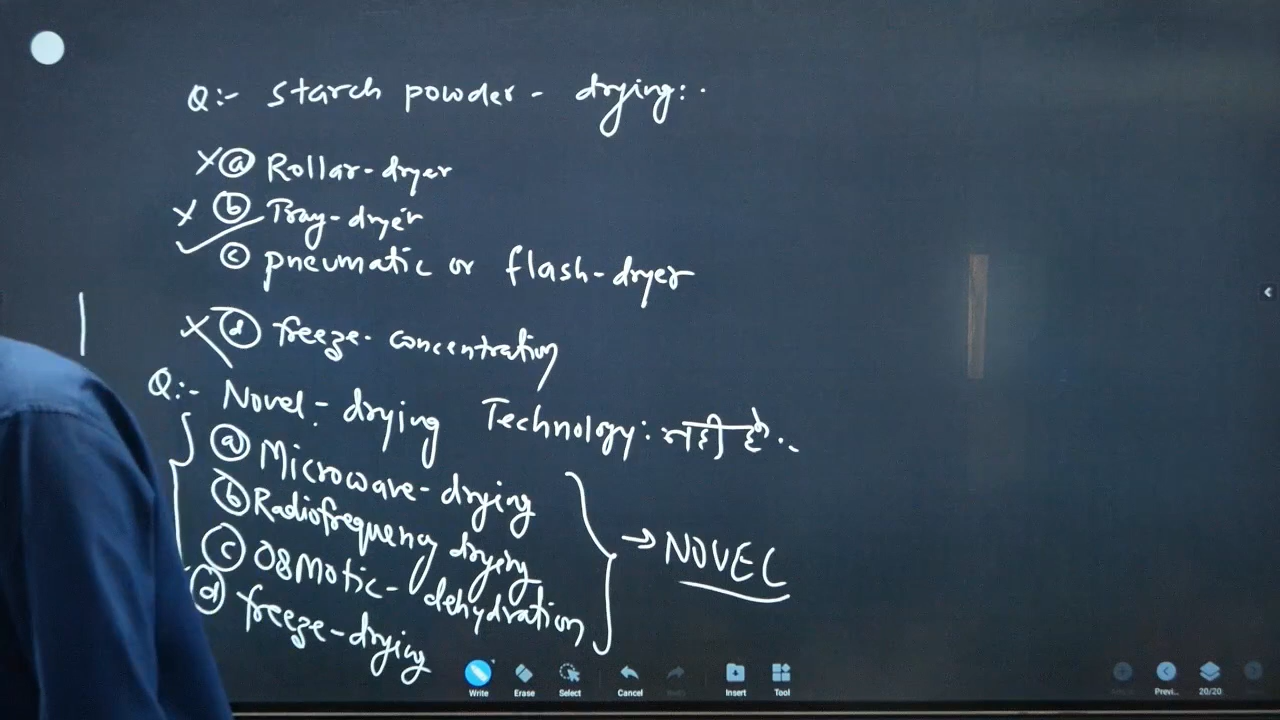 Q:- Starch powder - drying:.
X ⓐ Rollar-dryer
X ⓑ Tray-dryer
✓ ⓒ pneumatic or flash-dryer
X ⓓ freeze-concentration
Q:- Novel-drying Technology: नही है..
ⓐ Microwave-drying
ⓑ Radiofrequency drying
ⓒ OSMotic-dehydration
ⓓ freeze-drying
→ NOVEL
Write Erase Select Cancel Insert Tool Previ... 20/20